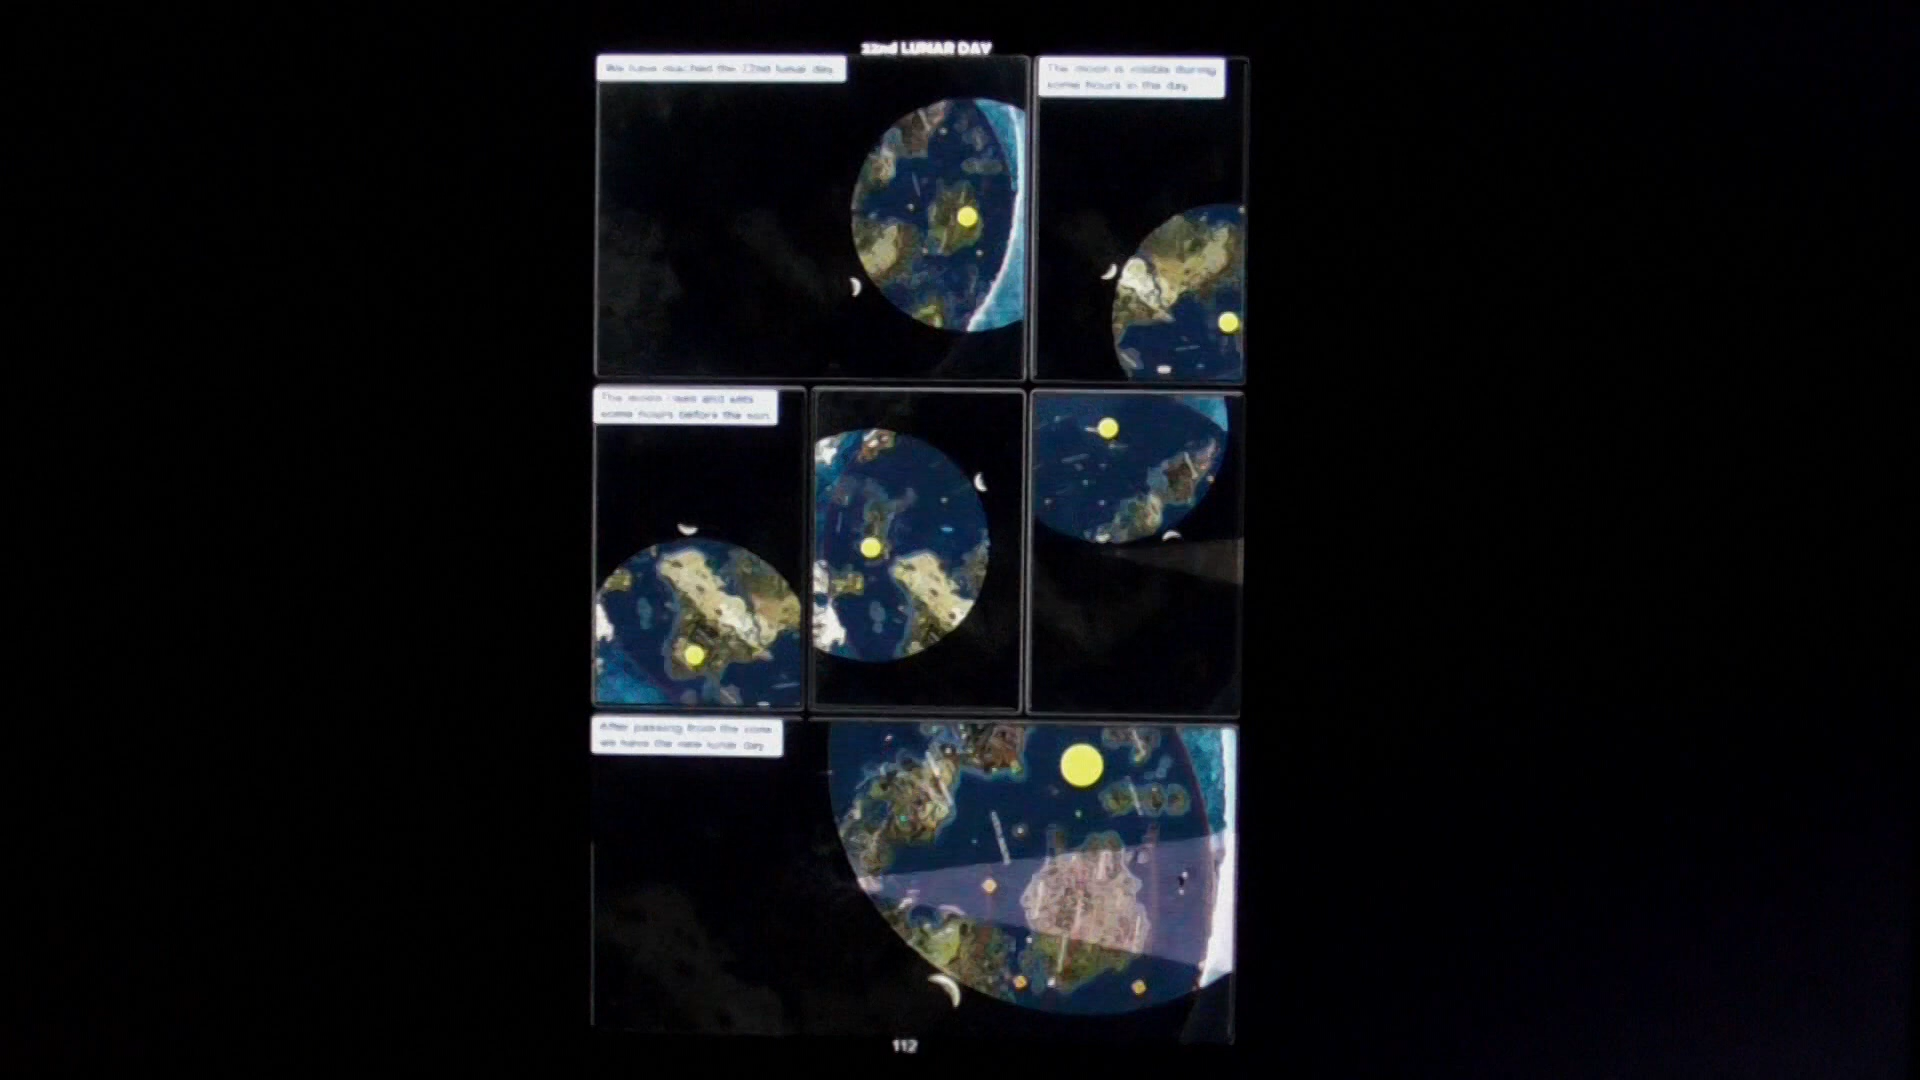 22nd LUNAR DAY
We have reached the 22nd lunar day.
The moon is visible during
some hours in the day.
The moon rises and sets
some hours before the sun.
After passing from the zone
we have the new lunar day.
112